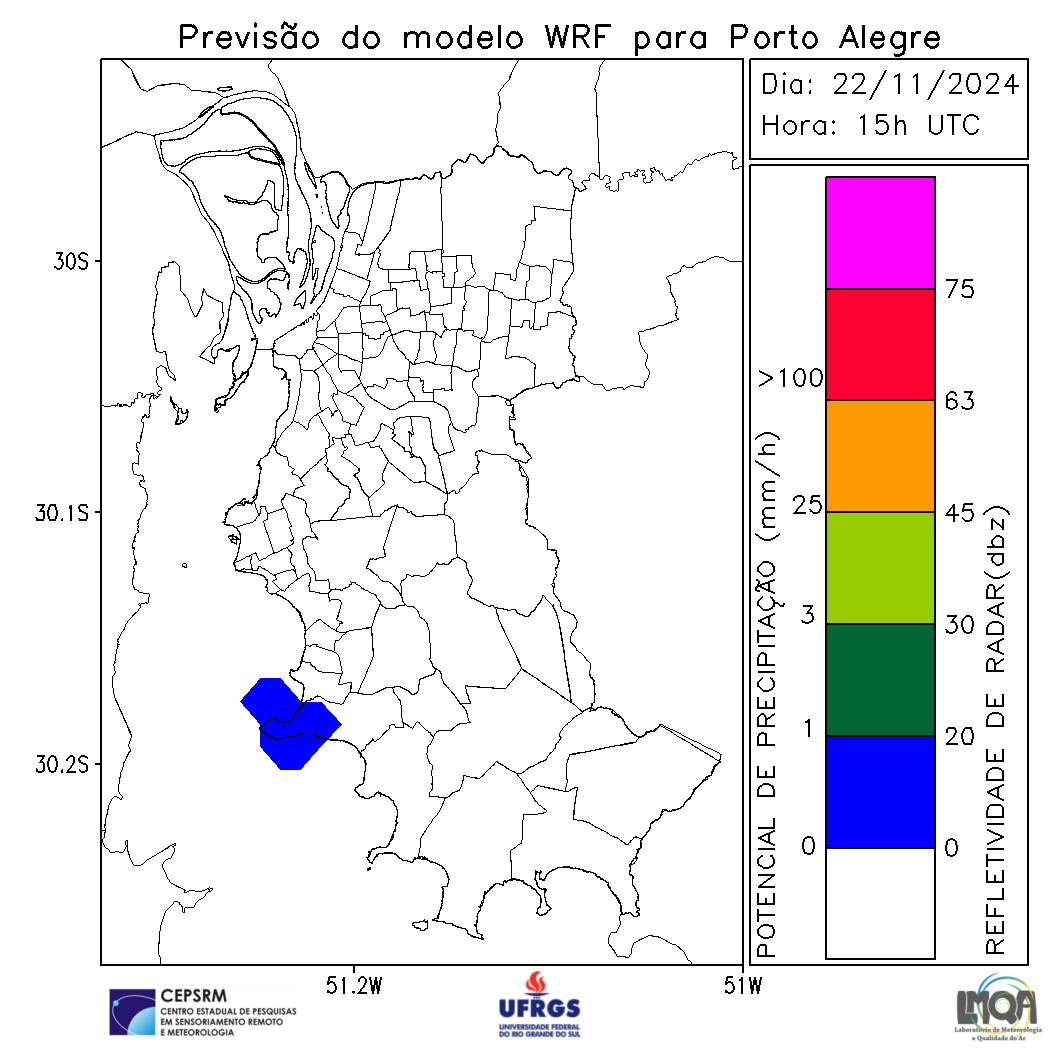 Previsão do modelo WRF para Porto Alegre
Dia: 22/11/2024
Hora: 15h UTC
30S
30.1S
30.2S
51.2W
51W
POTENCIAL DE PRECIPITAÇÃO (mm/h)
>100
25
3
1
0
75
63
45
30
20
0
REFLETIVIDADE DE RADAR(dbz)
CEPSRM
CENTRO ESTADUAL DE PESQUISAS
EM SENSORIAMENTO REMOTO
E METEOROLOGIA
UFRGS
UNIVERSIDADE FEDERAL
DO RIO GRANDE DO SUL
LMQA
Laboratório de Meteorologia
e Qualidade do Ar